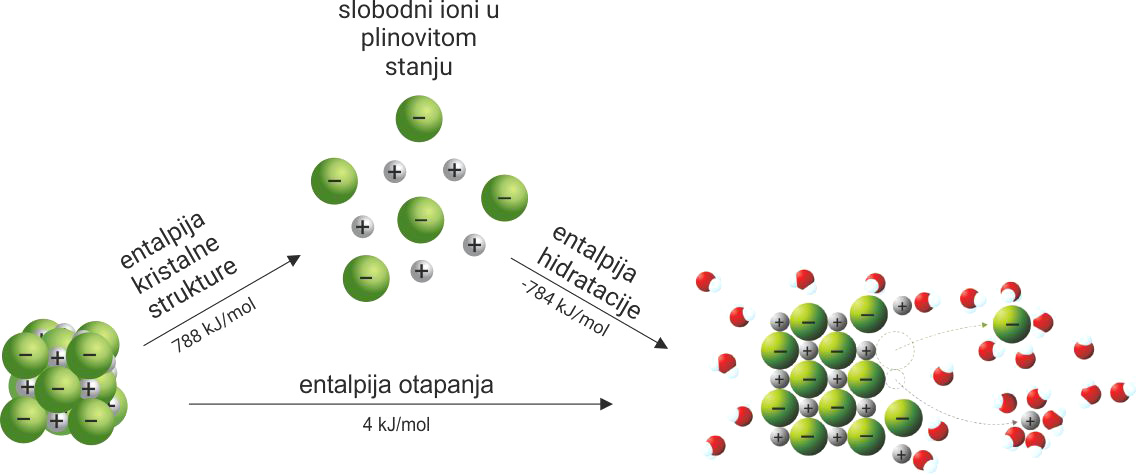 slobodni ioni u
plinovitom
stanju
entalpija
kristalne
strukture
788 kJ/mol
entalpija
hidratacije
-784 kJ/mol
entalpija otapanja
4 kJ/mol